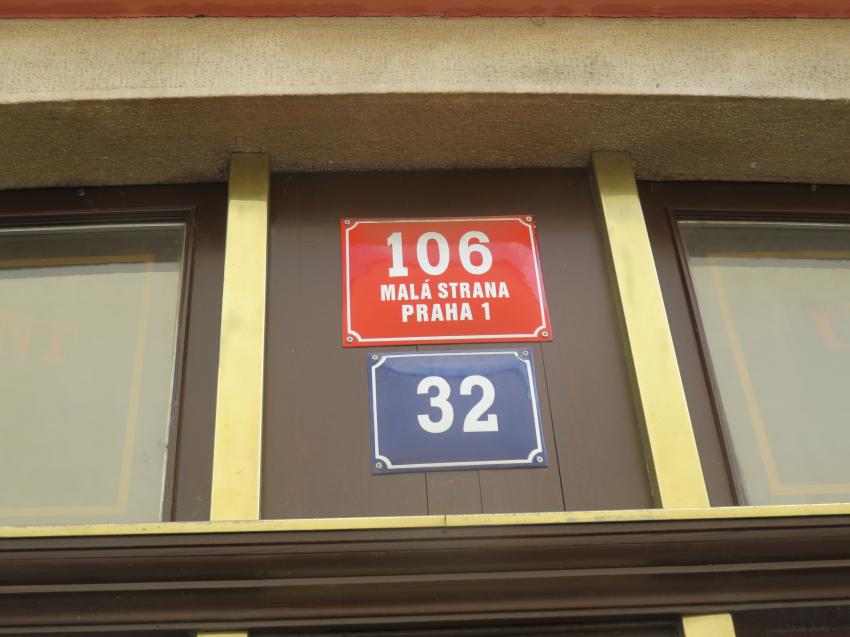 106
MALÁ STRANA
PRAHA 1
32